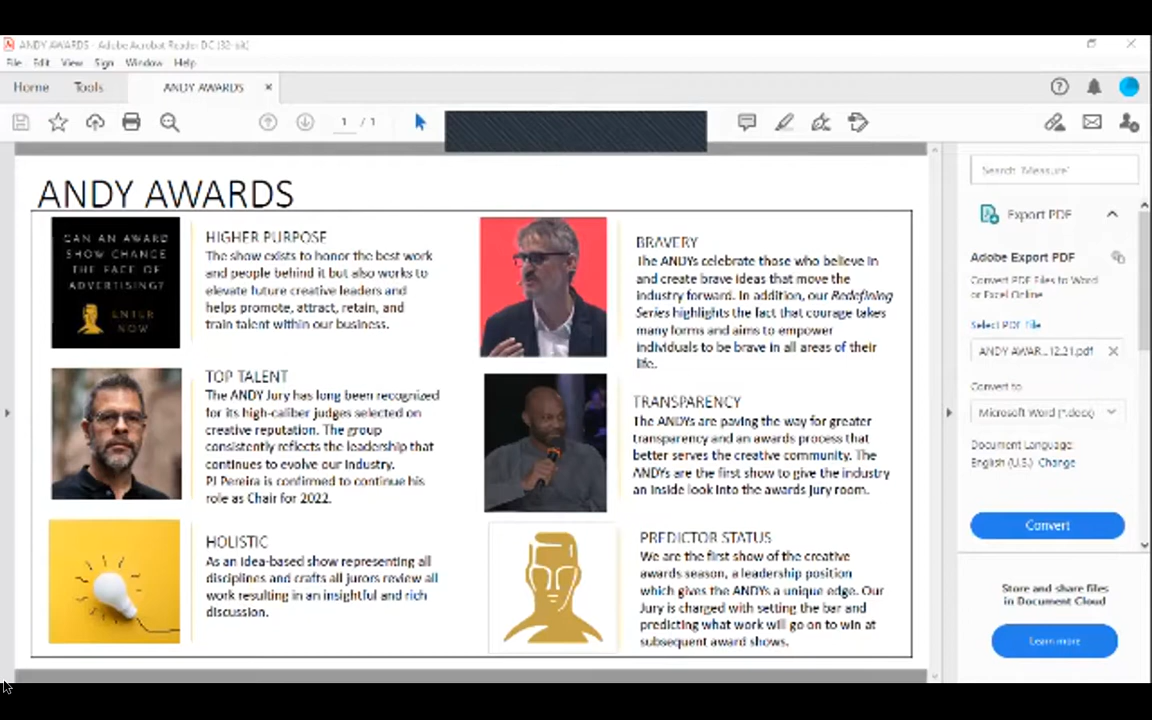 ANDY AWARDS - Adobe Acrobat Reader DC (32-bit)
File Edit View Sign Window Help
Home Tools ANDY AWARDS ×
1 / 1
ANDY AWARDS
CAN AN AWARD
SHOW CHANGE
THE FACE OF
ADVERTISING?
ENTER
NOW
HIGHER PURPOSE
The show exists to honor the best work
and people behind it but also works to
elevate future creative leaders and
helps promote, attract, retain, and
train talent within our business.
TOP TALENT
The ANDY Jury has long been recognized
for its high-caliber judges selected on
creative reputation. The group
consistently reflects the leadership that
continues to evolve our industry.
PJ Pereira is confirmed to continue his
role as Chair for 2022.
HOLISTIC
As an idea-based show representing all
disciplines and crafts all jurors review all
work resulting in an insightful and rich
discussion.
BRAVERY
The ANDYs celebrate those who believe in
and create brave ideas that move the
industry forward. In addition, our Redefining
Series highlights the fact that courage takes
many forms and aims to empower
individuals to be brave in all areas of their
life.
TRANSPARENCY
The ANDYs are paving the way for greater
transparency and an awards process that
better serves the creative community. The
ANDYs are the first show to give the industry
an inside look into the awards jury room.
PREDICTOR STATUS
We are the first show of the creative
awards season, a leadership position
which gives the ANDYs a unique edge. Our
Jury is charged with setting the bar and
predicting what work will go on to win at
subsequent award shows.
Search 'Measure'
Export PDF
Adobe Export PDF
Convert PDF Files to Word
or Excel Online
Select PDF File
ANDY AWAR...12.21.pdf ×
Convert to
Microsoft Word (*.docx)
Document Language:
English (U.S.) Change
Convert
Store and share files
in Document Cloud
Learn more